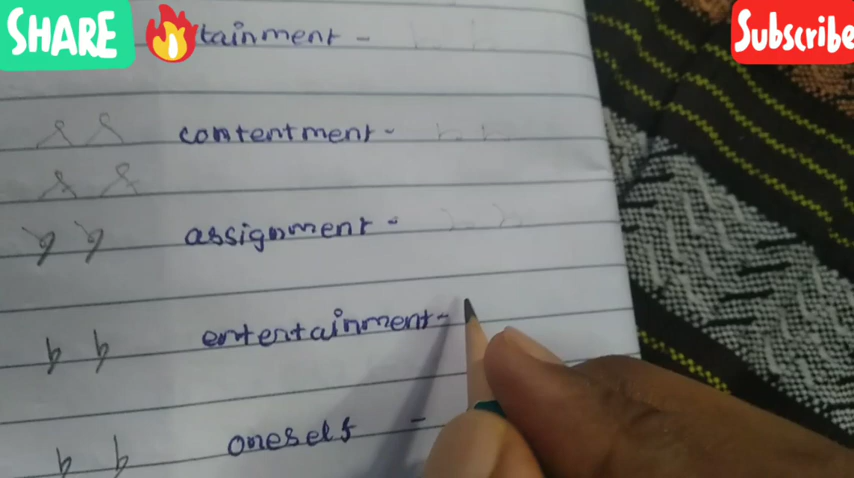 SHARE
Subscribe
tainment -
contentment -
assignment -
entertainment -
oneself -